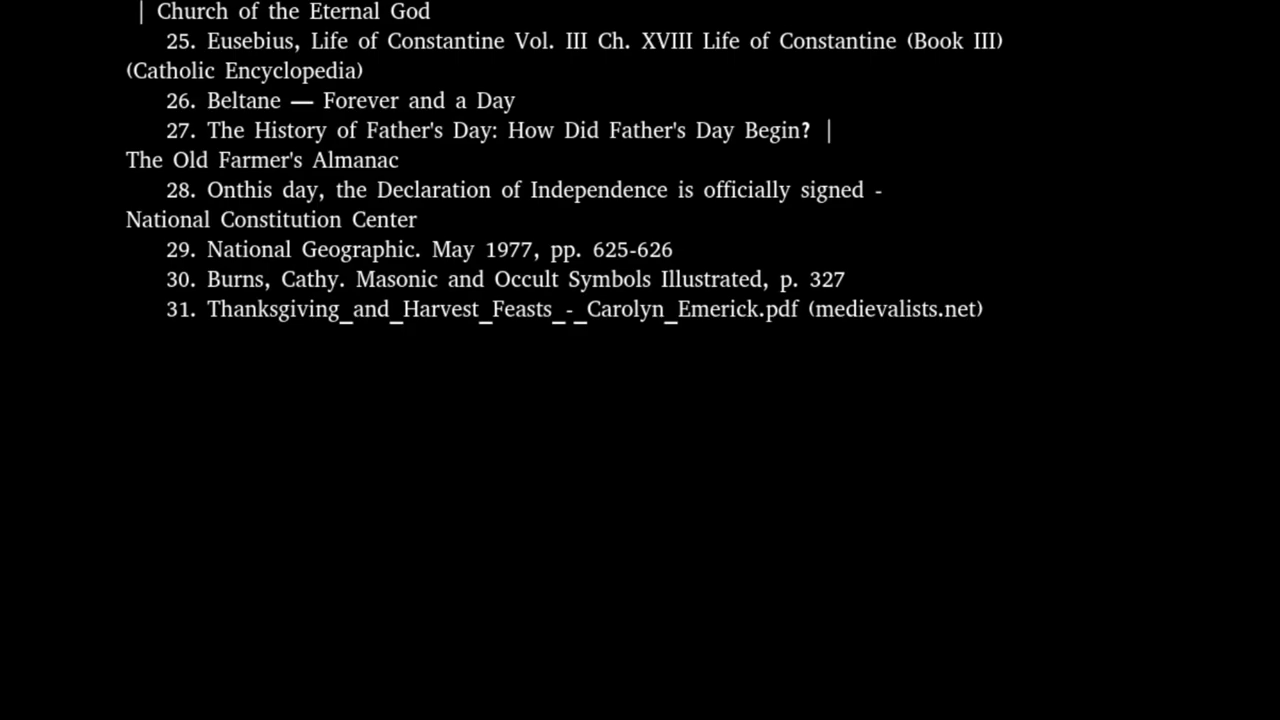 | Church of the Eternal God
25. Eusebius, Life of Constantine Vol. III Ch. XVIII Life of Constantine (Book III)
(Catholic Encyclopedia)
26. Beltane — Forever and a Day
27. The History of Father's Day: How Did Father's Day Begin? |
The Old Farmer's Almanac
28. Onthis day, the Declaration of Independence is officially signed -
National Constitution Center
29. National Geographic. May 1977, pp. 625-626
30. Burns, Cathy. Masonic and Occult Symbols Illustrated, p. 327
31. Thanksgiving_and_Harvest_Feasts_-_Carolyn_Emerick.pdf (medievalists.net)